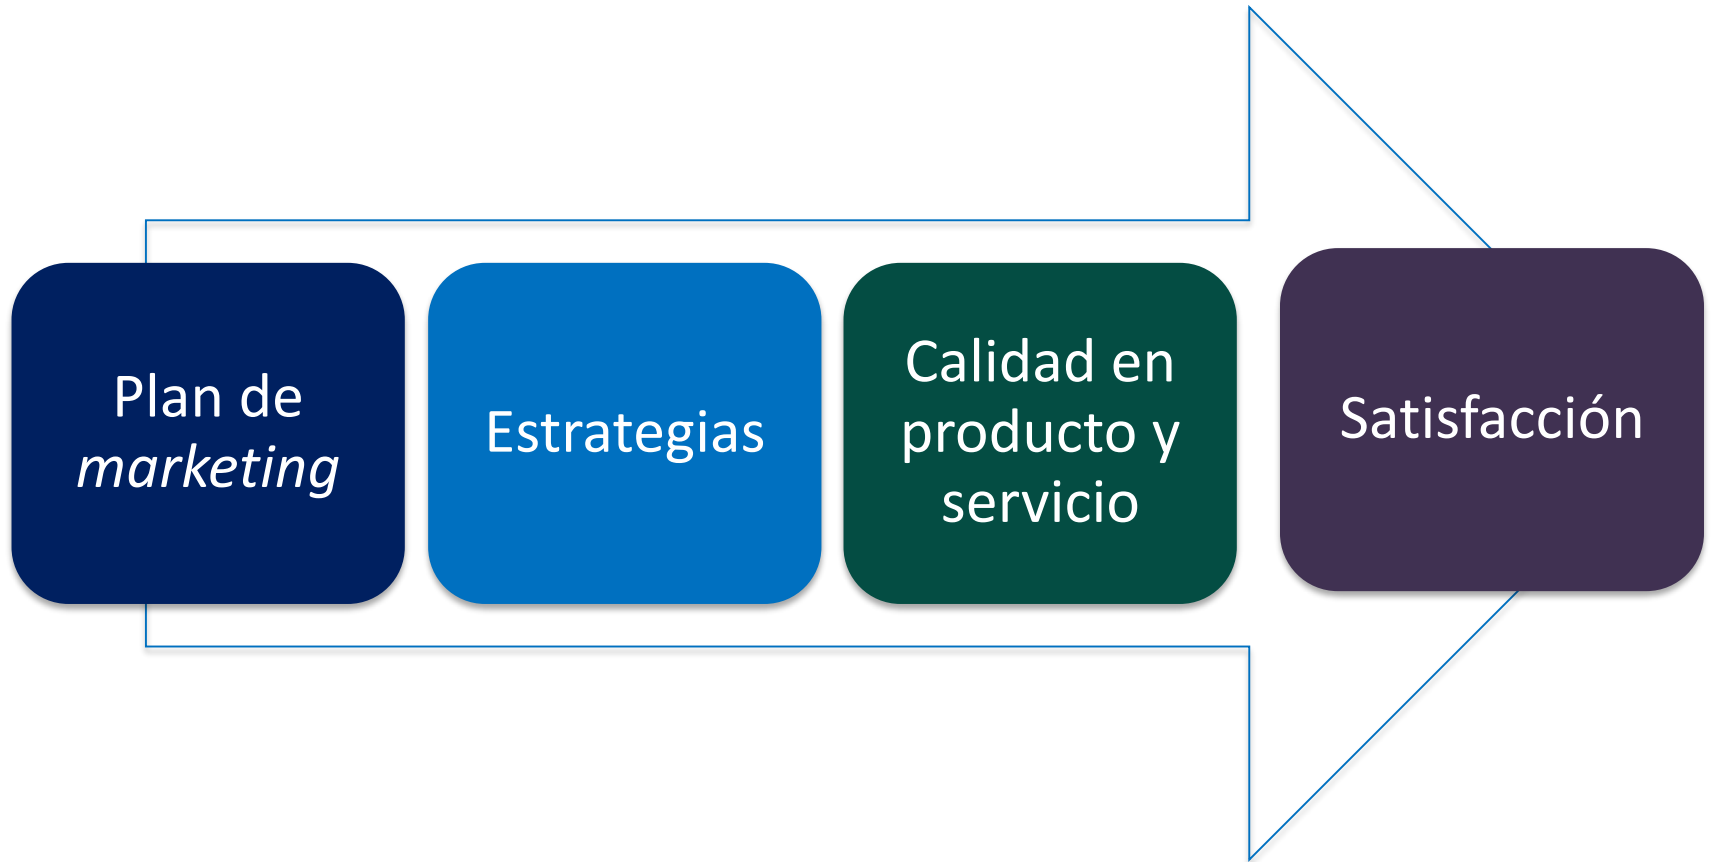 Plan de
marketing
Estrategias
Calidad en
producto y
servicio
Satisfacción